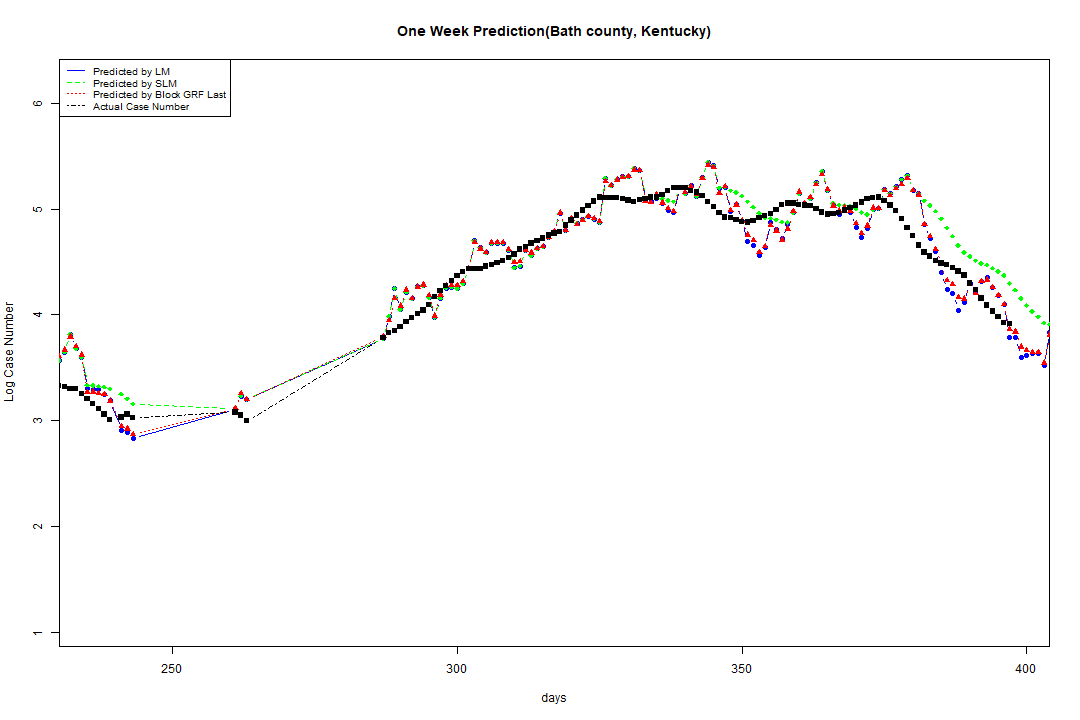 One Week Prediction(Bath county, Kentucky)
Predicted by LM
Predicted by SLM
Predicted by Block GRF Last
Actual Case Number
6
5
4
3
2
1
Log Case Number
250 300 350 400
days